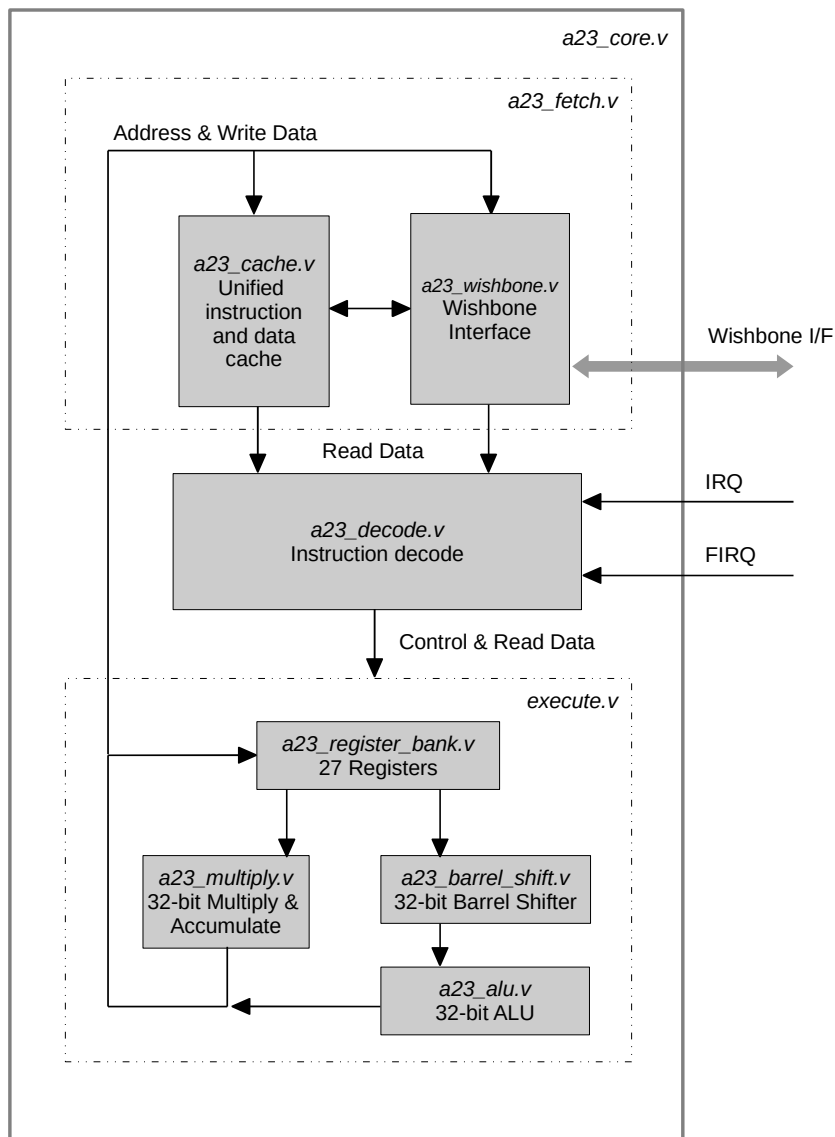 a23_core.v
a23_fetch.v
Address & Write Data
a23_cache.v
Unified
instruction
and data
cache
a23_wishbone.v
Wishbone
Interface
Wishbone I/F
Read Data
IRQ
a23_decode.v
Instruction decode
FIRQ
Control & Read Data
execute.v
a23_register_bank.v
27 Registers
a23_multiply.v
32-bit Multiply &
Accumulate
a23_barrel_shift.v
32-bit Barrel Shifter
a23_alu.v
32-bit ALU